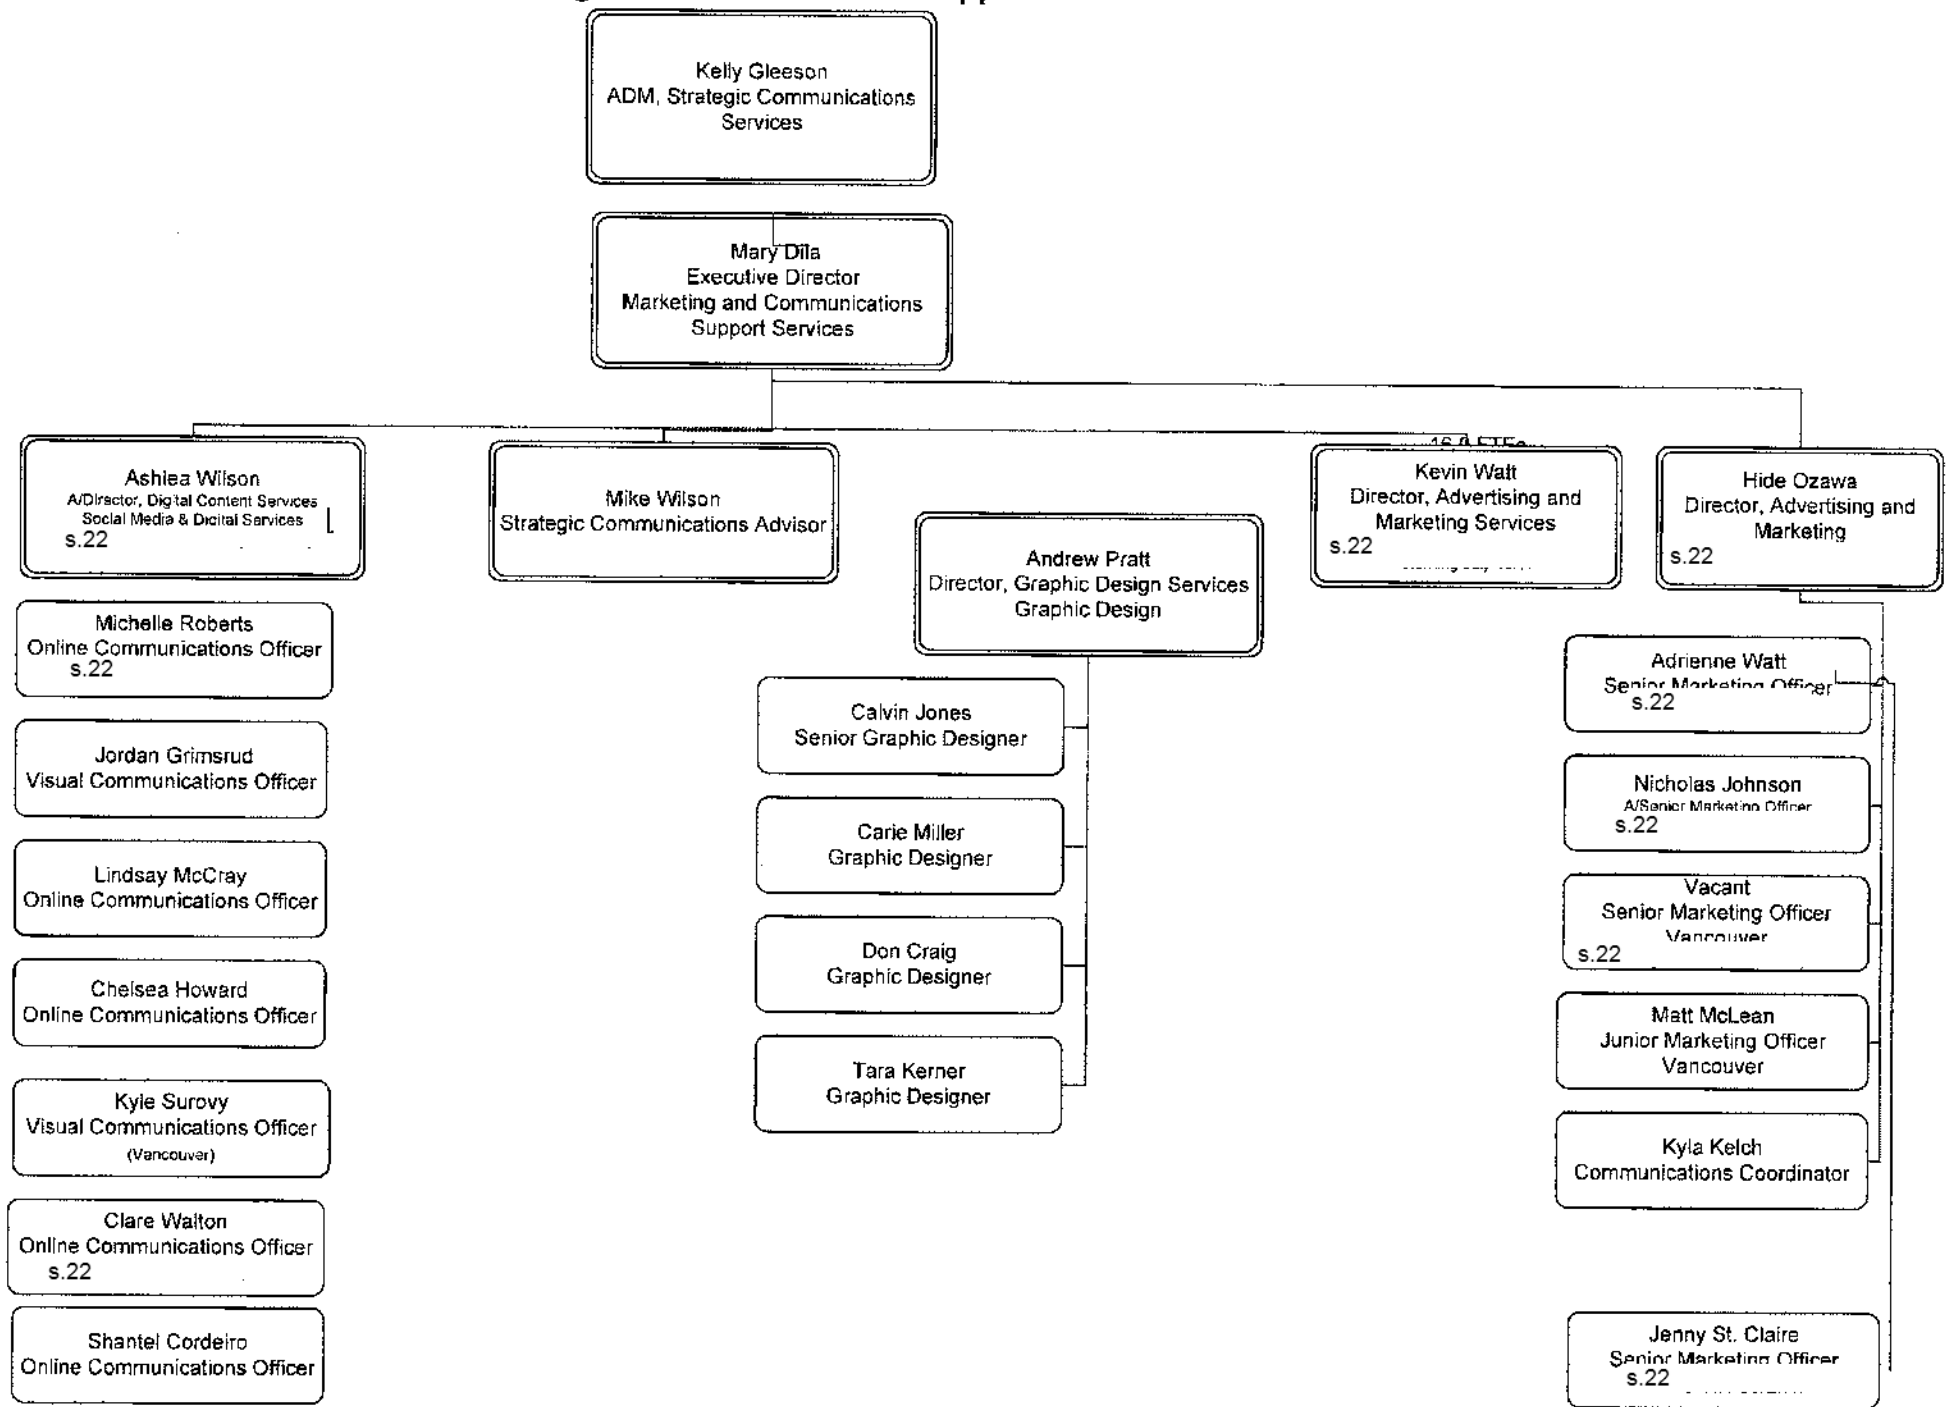 Kelly Gleeson
ADM, Strategic Communications
Services
Mary Dila
Executive Director
Marketing and Communications
Support Services
Ashlea Wilson
A/Director, Digital Content Services
Social Media & Digital Services
s.22
Mike Wilson
Strategic Communications Advisor
Andrew Pratt
Director, Graphic Design Services
Graphic Design
16.0 FTEs
Kevin Watt
Director, Advertising and
Marketing Services
s.22
Hide Ozawa
Director, Advertising and
Marketing
s.22
Michelle Roberts
Online Communications Officer
s.22
Jordan Grimsrud
Visual Communications Officer
Lindsay McCray
Online Communications Officer
Chelsea Howard
Online Communications Officer
Kyle Surovy
Visual Communications Officer
(Vancouver)
Clare Walton
Online Communications Officer
s.22
Shantel Cordeiro
Online Communications Officer
Calvin Jones
Senior Graphic Designer
Carie Miller
Graphic Designer
Don Craig
Graphic Designer
Tara Kerner
Graphic Designer
Adrienne Watt
Senior Marketing Officer
s.22
Nicholas Johnson
A/Senior Marketing Officer
s.22
Vacant
Senior Marketing Officer
Vancouver
s.22
Matt McLean
Junior Marketing Officer
Vancouver
Kyla Kelch
Communications Coordinator
Jenny St. Claire
Senior Marketing Officer
s.22